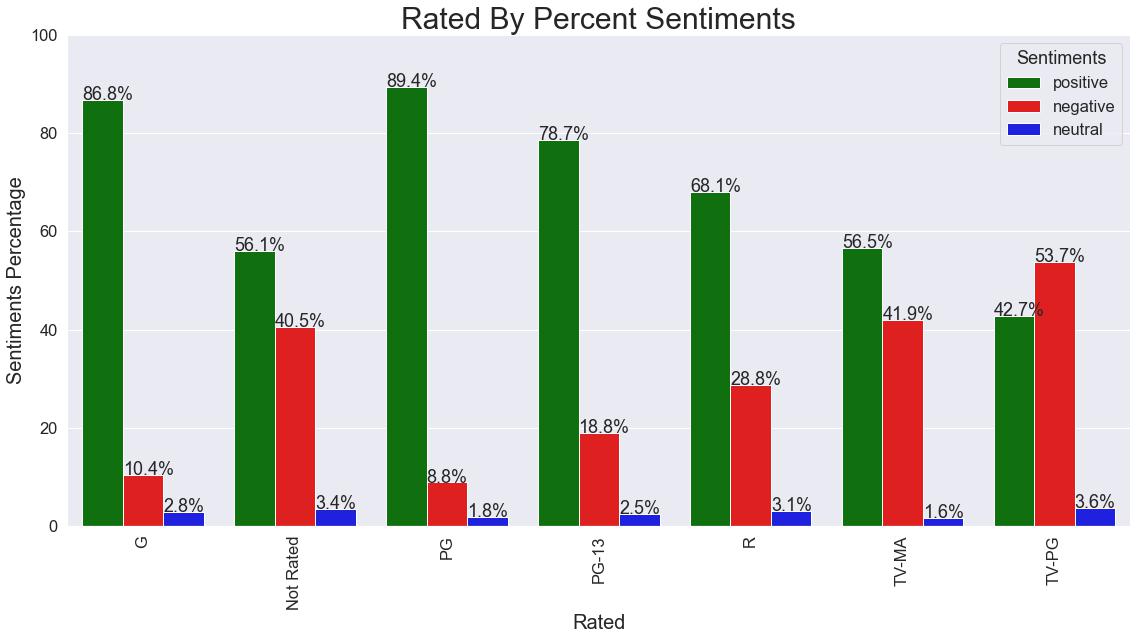 Rated By Percent Sentiments
Sentiments Percentage
100
80
60
40
20
0
Sentiments
positive
negative
neutral
86.8%
10.4%
2.8%
56.1%
40.5%
3.4%
89.4%
8.8%
1.8%
78.7%
18.8%
2.5%
68.1%
28.8%
3.1%
56.5%
41.9%
1.6%
42.7%
53.7%
3.6%
G
Not Rated
PG
PG-13
R
TV-MA
TV-PG
Rated